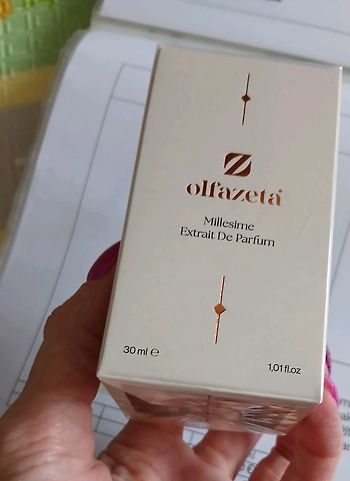 olfazeta®
Millesime
Extrait De Parfum
30 ml ℮
1,01 fl.oz